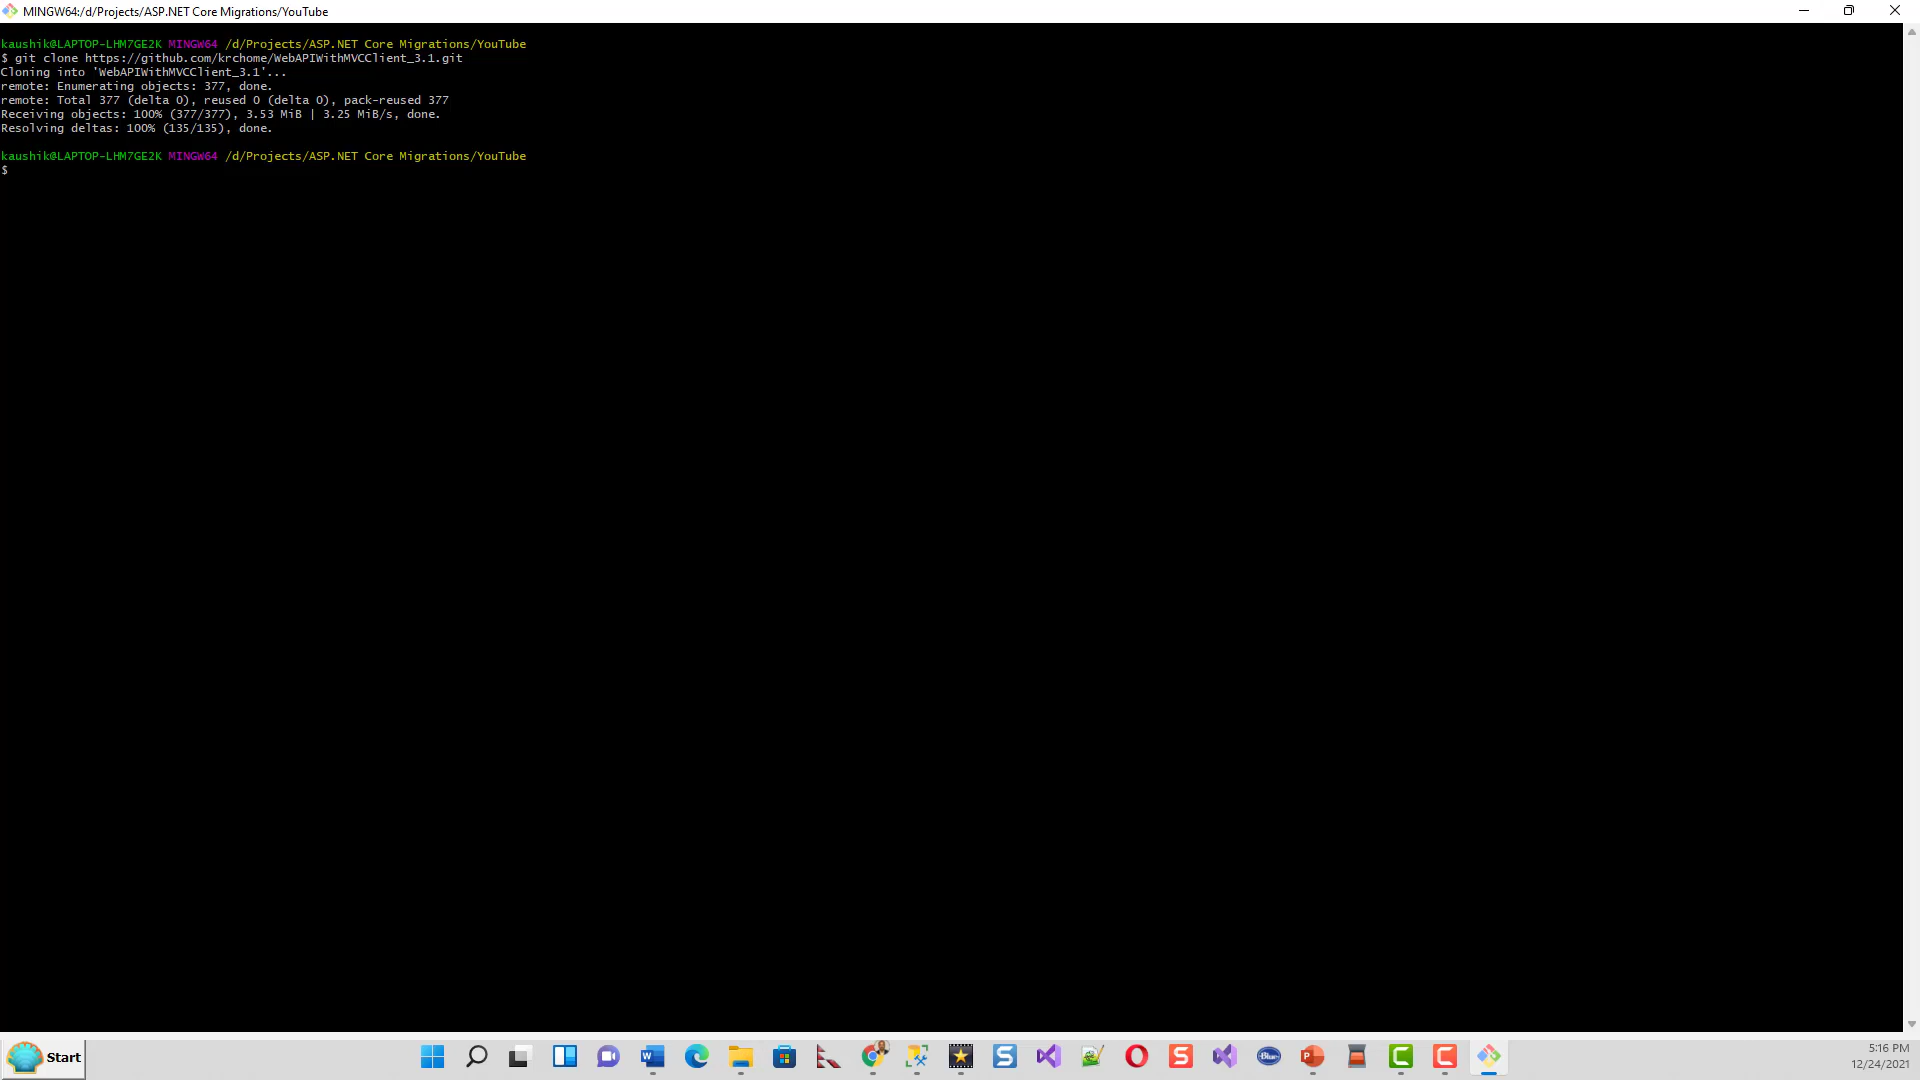 MINGW64:/d/Projects/ASP.NET Core Migrations/YouTube
kaushik@LAPTOP-LHM7GE2K MINGW64 /d/Projects/ASP.NET Core Migrations/YouTube
$ git clone https://github.com/krchome/WebAPIWithMVCClient_3.1.git
Cloning into 'WebAPIWithMVCClient_3.1'...
remote: Enumerating objects: 377, done.
remote: Total 377 (delta 0), reused 0 (delta 0), pack-reused 377
Receiving objects: 100% (377/377), 3.53 MiB | 3.25 MiB/s, done.
Resolving deltas: 100% (135/135), done.
kaushik@LAPTOP-LHM7GE2K MINGW64 /d/Projects/ASP.NET Core Migrations/YouTube
$
Start
5:16 PM
12/24/2021